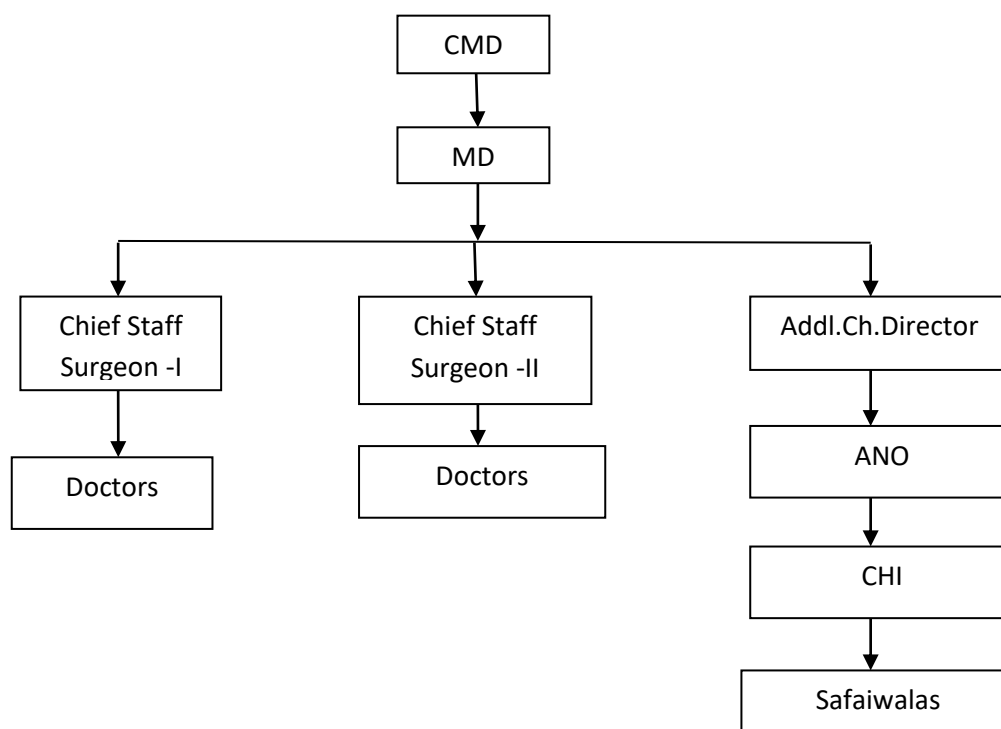 CMD
MD
Chief Staff
Surgeon -I
Chief Staff
Surgeon -II
Addl.Ch.Director
Doctors
Doctors
ANO
CHI
Safaiwalas